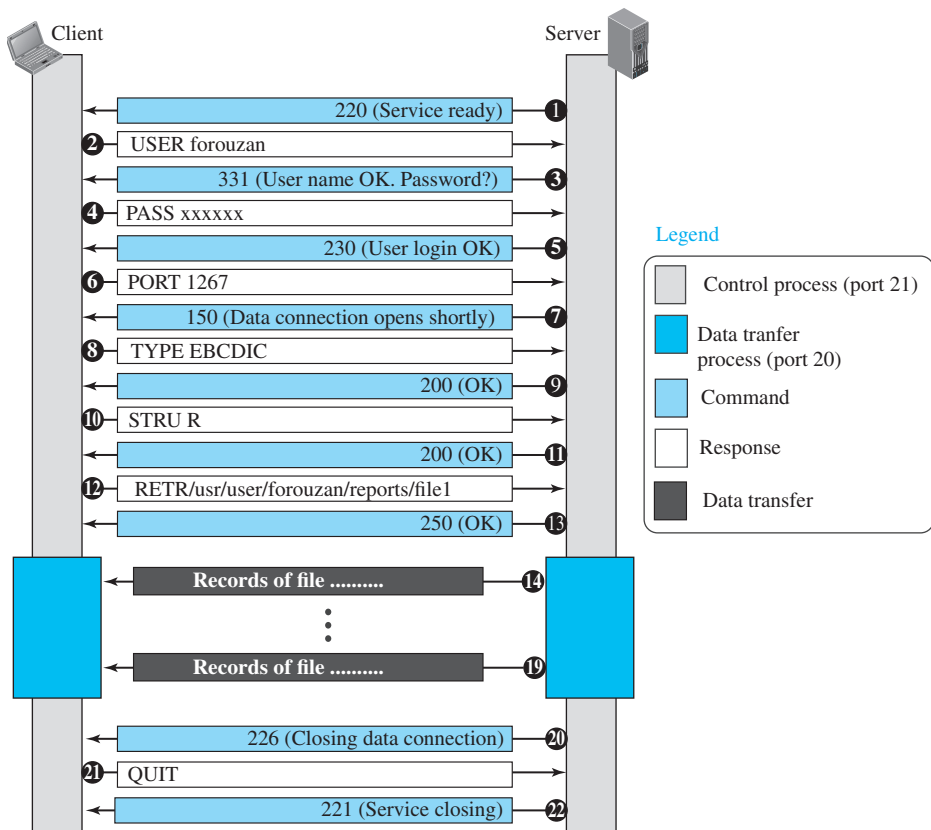 Client
Server
220 (Service ready) 1
2 USER forouzan
331 (User name OK. Password?) 3
4 PASS xxxxxx
230 (User login OK) 5
6 PORT 1267
150 (Data connection opens shortly) 7
8 TYPE EBCDIC
200 (OK) 9
10 STRU R
200 (OK) 11
12 RETR/usr/user/forouzan/reports/file1
250 (OK) 13
Records of file .......... 14
Records of file .......... 19
226 (Closing data connection) 20
21 QUIT
221 (Service closing) 22
Legend
Control process (port 21)
Data tranfer
process (port 20)
Command
Response
Data transfer